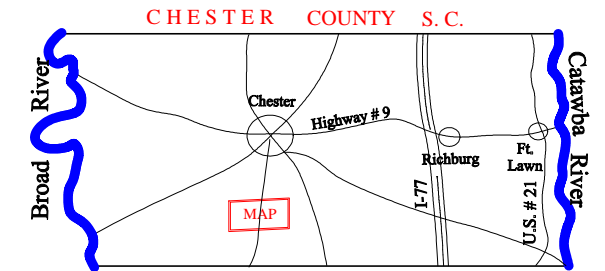 CHESTER COUNTY S. C.
Broad River
Chester
Highway # 9
Catawba River
Richburg
Ft.
Lawn
I-77
U.S. # 21
MAP